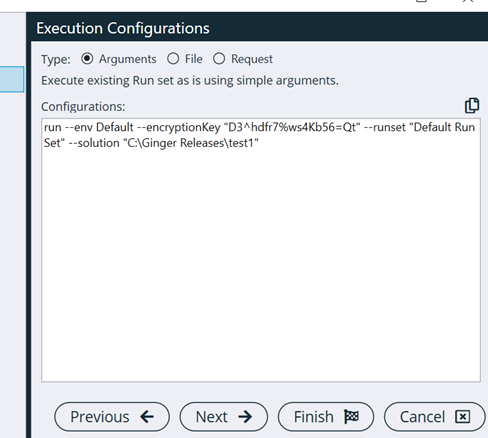 Execution Configurations
Type: Arguments File Request
Execute existing Run set as is using simple arguments.
Configurations:
run --env Default --encryptionKey "D3^hdfr7%ws4Kb56=Qt" --runset "Default Run
Set" --solution "C:\Ginger Releases\test1"
Previous Next Finish Cancel